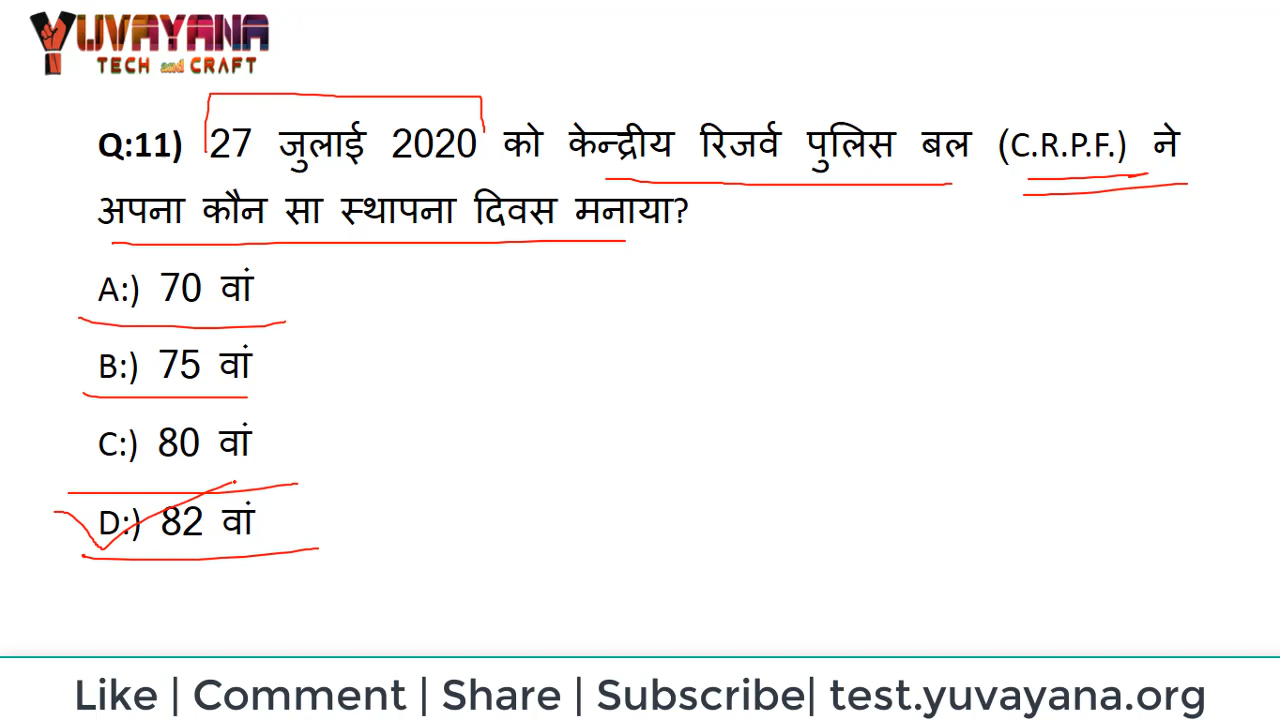 YUVAYANA
TECH and CRAFT
Q:11) 27 जुलाई 2020 को केन्द्रीय रिजर्व पुलिस बल (C.R.P.F.) ने
अपना कौन सा स्थापना दिवस मनाया?
A:) 70 वां
B:) 75 वां
C:) 80 वां
D:) 82 वां
Like | Comment | Share | Subscribe| test.yuvayana.org